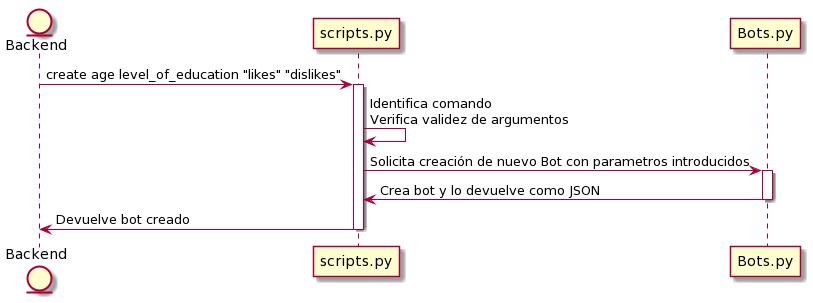 Backend
scripts.py
Bots.py
create age level_of_education "likes" "dislikes"
Identifica comando
Verifica validez de argumentos
Solicita creación de nuevo Bot con parametros introducidos
Crea bot y lo devuelve como JSON
Devuelve bot creado
Backend
scripts.py
Bots.py